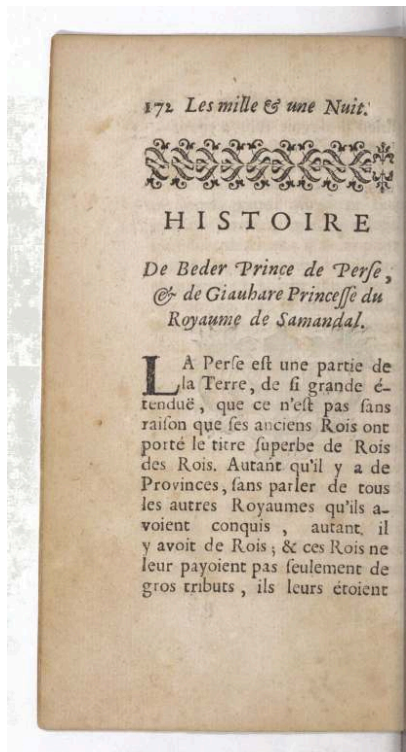 172 Les mille & une Nuit.
HISTOIRE
De Beder Prince de Perſe,
& de Giauhare Princeſſe du
Royaume de Samandal.
LA Perſe eſt une partie de
la Terre, de ſi grande é-
tenduë, que ce n'eſt pas ſans
raiſon que ſes anciens Rois ont
porté le titre ſuperbe de Rois
des Rois. Autant qu'il y a de
Provinces, ſans parler de tous
les autres Royaumes qu'ils a-
voient conquis, autant il
y avoit de Rois; & ces Rois ne
leur payoient pas ſeulement de
gros tributs, ils leurs étoient